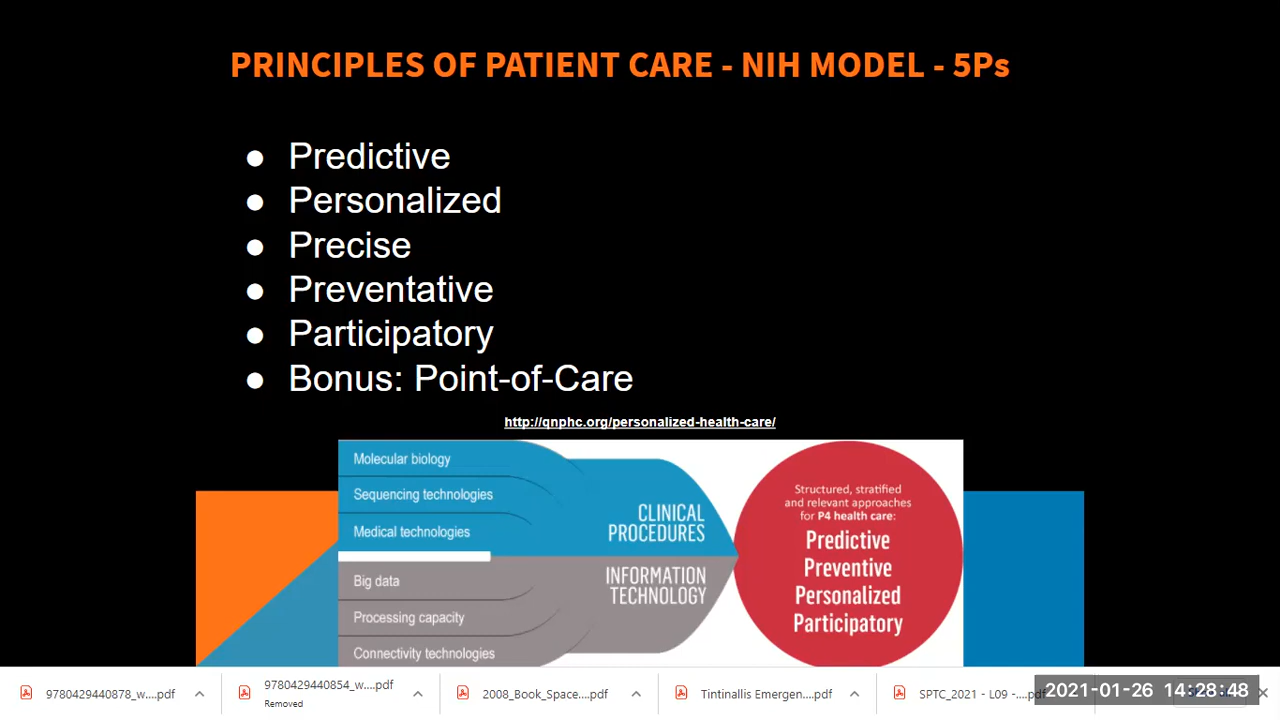 PRINCIPLES OF PATIENT CARE - NIH MODEL - 5Ps
● Predictive
● Personalized
● Precise
● Preventative
● Participatory
● Bonus: Point-of-Care
http://qnphc.org/personalized-health-care/
Molecular biology
Sequencing technologies
Medical technologies
CLINICAL
PROCEDURES
Big data
Processing capacity
Connectivity technologies
INFORMATION
TECHNOLOGY
Structured, stratified
and relevant approaches
for P4 health care:
Predictive
Preventive
Personalized
Participatory
9780429440878_w....pdf
9780429440854_w....pdf
Removed
2008_Book_Space....pdf
Tintinallis Emergen....pdf
SPTC_2021 - L09 -....pdf
2021-01-26 14:28:48